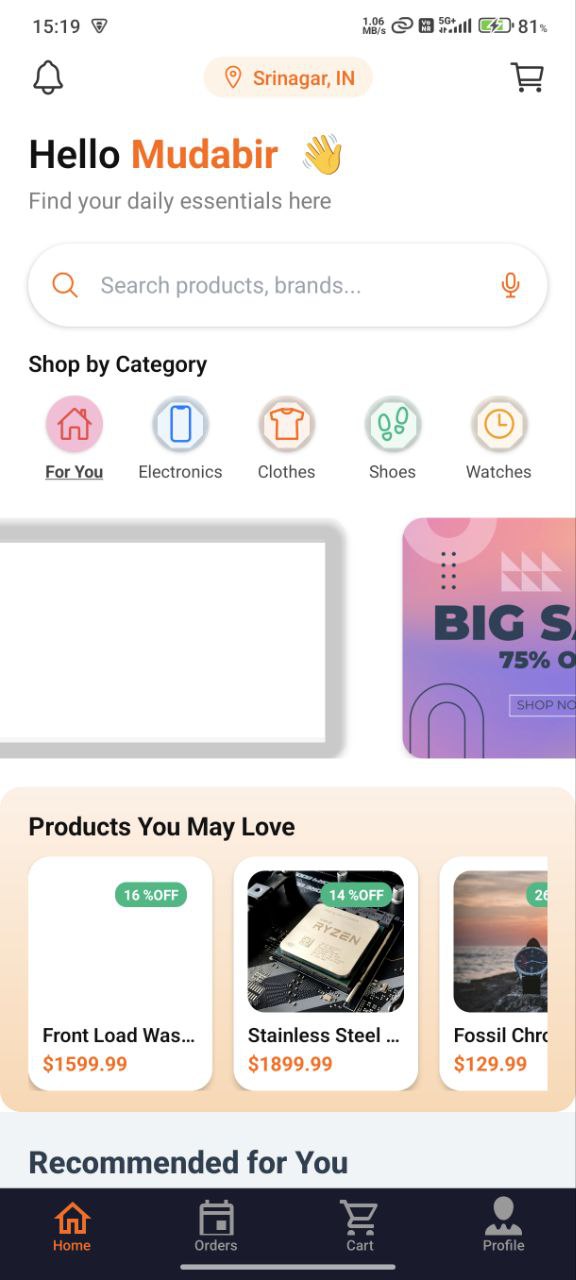 15:19
1.06 MB/s
Vo NR
5G+
81%
Srinagar, IN
Hello Mudabir 👋
Find your daily essentials here
Search products, brands...
Shop by Category
For You
Electronics
Clothes
Shoes
Watches
BIG SA
75% O
SHOP NO
Products You May Love
16 %OFF
Front Load Was...
$1599.99
14 %OFF
RYZEN
Stainless Steel ...
$1899.99
26
Fossil Chro
$129.99
Recommended for You
Home
Orders
Cart
Profile